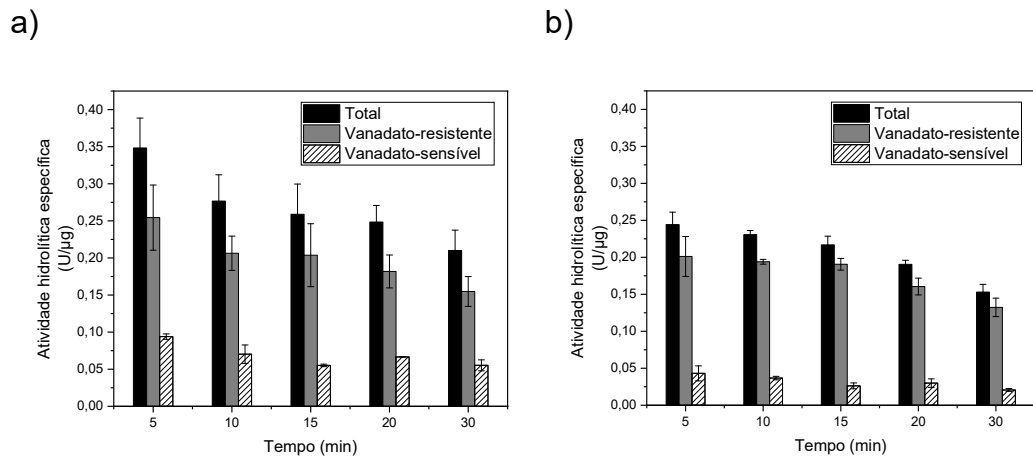 a)
Atividade hidrolítica específica
(U/µg)
0,40
0,35
0,30
0,25
0,20
0,15
0,10
0,05
0,00
Total
Vanadato-resistente
Vanadato-sensível
5 10 15 20 30
Tempo (min)
b)
Atividade hidrolítica específica
(U/µg)
0,40
0,35
0,30
0,25
0,20
0,15
0,10
0,05
0,00
Total
Vanadato-resistente
Vanadato-sensível
5 10 15 20 30
Tempo (min)